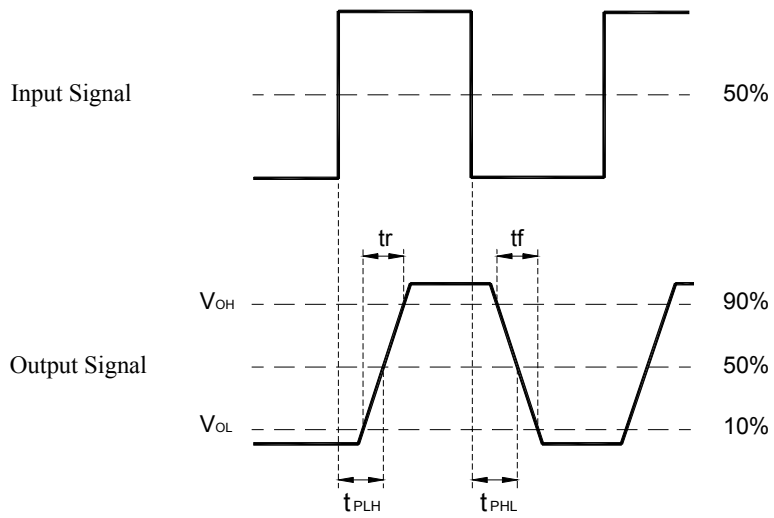 Input Signal
50%
tr
tf
VOH
90%
Output Signal
50%
VOL
10%
tPLH
tPHL